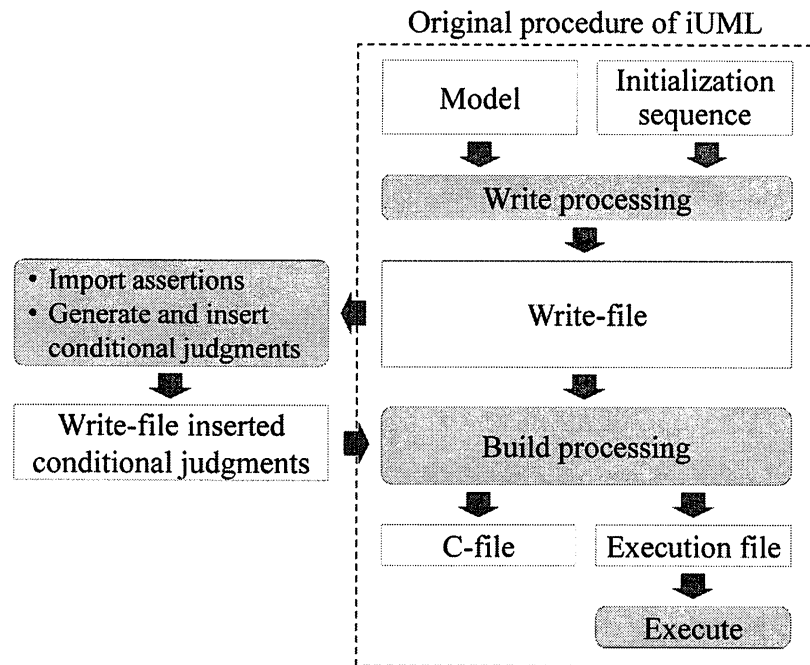 Original procedure of iUML
Model
Initialization
sequence
Write processing
• Import assertions
• Generate and insert
conditional judgments
Write-file
Write-file inserted
conditional judgments
Build processing
C-file
Execution file
Execute